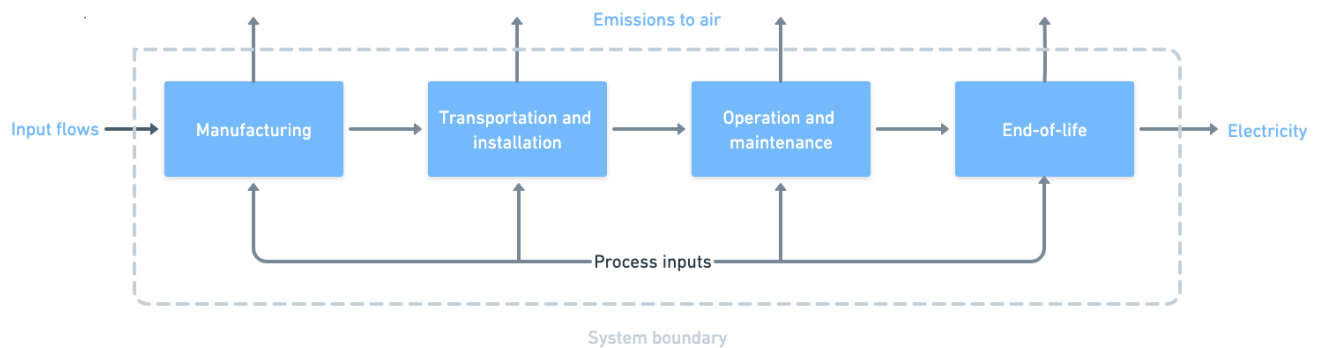 Emissions to air
Input flows
Manufacturing
Transportation and
installation
Operation and
maintenance
End-of-life
Electricity
Process inputs
System boundary